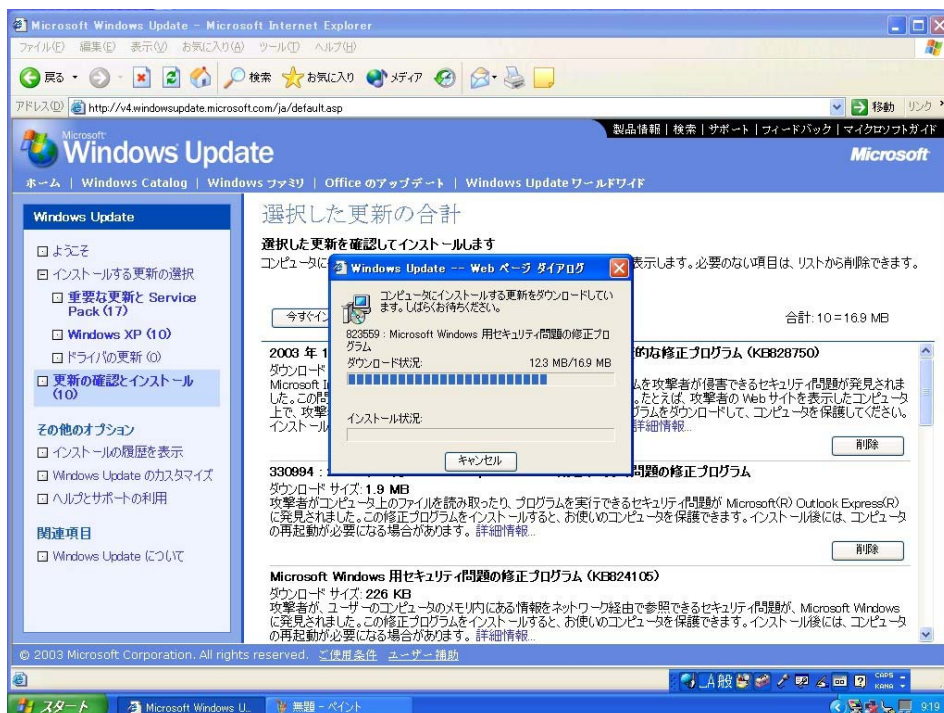 Microsoft Windows Update - Microsoft Internet Explorer
ファイル(F) 編集(E) 表示(V) お気に入り(A) ツール(T) ヘルプ(H)
戻る 検索 お気に入り メディア
アドレス(D) http://v4.windowsupdate.microsoft.com/ja/default.asp 移動 リンク
製品情報 | 検索 | サポート | フィードバック | マイクロソフトガイド
Microsoft
Windows Update
Microsoft
ホーム | Windows Catalog | Windows ファミリ | Office のアップデート | Windows Update ワールドワイド
Windows Update
ようこそ
インストールする更新の選択
重要な更新と Service
Pack (17)
Windows XP (10)
ドライバの更新 (0)
更新の確認とインストール
(10)
その他のオプション
インストールの履歴を表示
Windows Update のカスタマイズ
ヘルプとサポートの利用
関連項目
Windows Update について
選択した更新の合計
選択した更新を確認してインストールします
コンピュータに 表示します。必要のない項目は、リストから削除できます。
今すぐイン
合計: 10 = 16.9 MB
Windows Update -- Web ページ ダイアログ
コンピュータにインストールする更新をダウンロードしてい
ます。しばらくお待ちください。
823559 : Microsoft Windows 用セキュリティ問題の修正プロ
グラム
ダウンロード状況: 12.3 MB/16.9 MB
インストール状況:
キャンセル
2003 年 1 的な修正プログラム (KB828750)
ダウンロード
Microsoft I ムを攻撃者が侵害できるセキュリティ問題が発見されま
した。この問 。たとえば、攻撃者の Web サイトを表示したコンピュータ
上で、攻撃 グラムをダウンロードして、コンピュータを保護してください。
インストール 詳細情報...
削除
330994 : 問題の修正プログラム
ダウンロード サイズ: 1.9 MB
攻撃者がコンピュータ上のファイルを読み取ったり、プログラムを実行できるセキュリティ問題が Microsoft(R) Outlook Express(R)
に発見されました。この修正プログラムをインストールすると、お使いのコンピュータを保護できます。インストール後には、コンピュータ
の再起動が必要になる場合があります。詳細情報...
削除
Microsoft Windows 用セキュリティ問題の修正プログラム (KB824105)
ダウンロード サイズ: 226 KB
攻撃者が、ユーザーのコンピュータのメモリ内にある情報をネットワーク経由で参照できるセキュリティ問題が、Microsoft Windows
に発見されました。この修正プログラムをインストールすると、お使いのコンピュータを保護できます。インストール後には、コンピュータ
の再起動が必要になる場合があります。詳細情報...
© 2003 Microsoft Corporation. All rights reserved. ご使用条件 ユーザー補助
_A 般 CAPS
KANA
スタート Microsoft Windows U... 無題 - ペイント 9:19